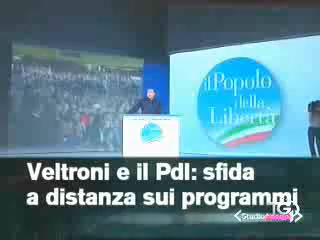 il Popolo
della
Libertà
Veltroni e il Pdl: sfida
a distanza sui programmi
Studio